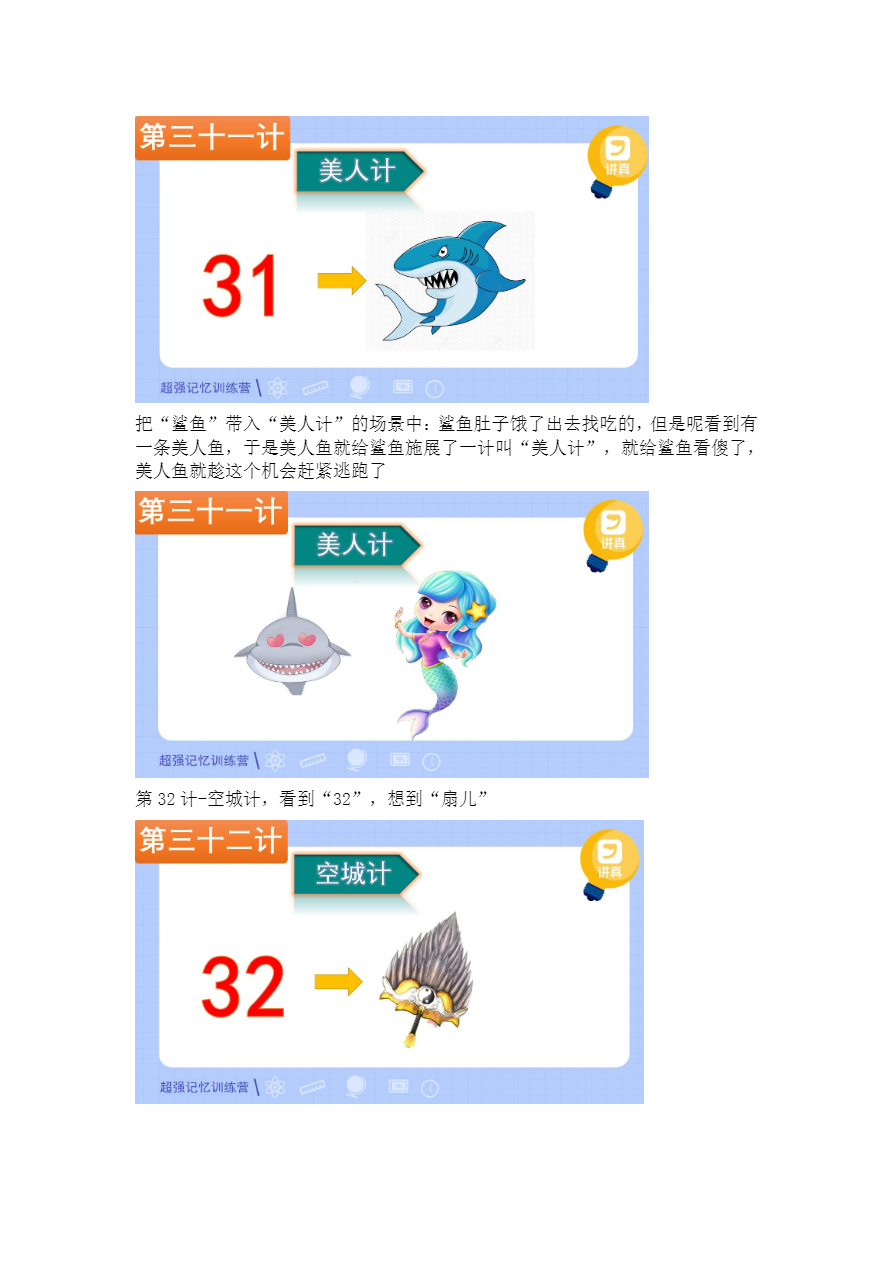 第三十一计
美人计
讲真
31
超强记忆训练营
把“鲨鱼”带入“美人计”的场景中：鲨鱼肚子饿了出去找吃的，但是呢看到有
一条美人鱼，于是美人鱼就给鲨鱼施展了一计叫“美人计”，就给鲨鱼看傻了，
美人鱼就趁这个机会赶紧逃跑了
第三十一计
美人计
讲真
超强记忆训练营
第 32 计-空城计，看到“32”，想到“扇儿”
第三十二计
空城计
讲真
32
超强记忆训练营